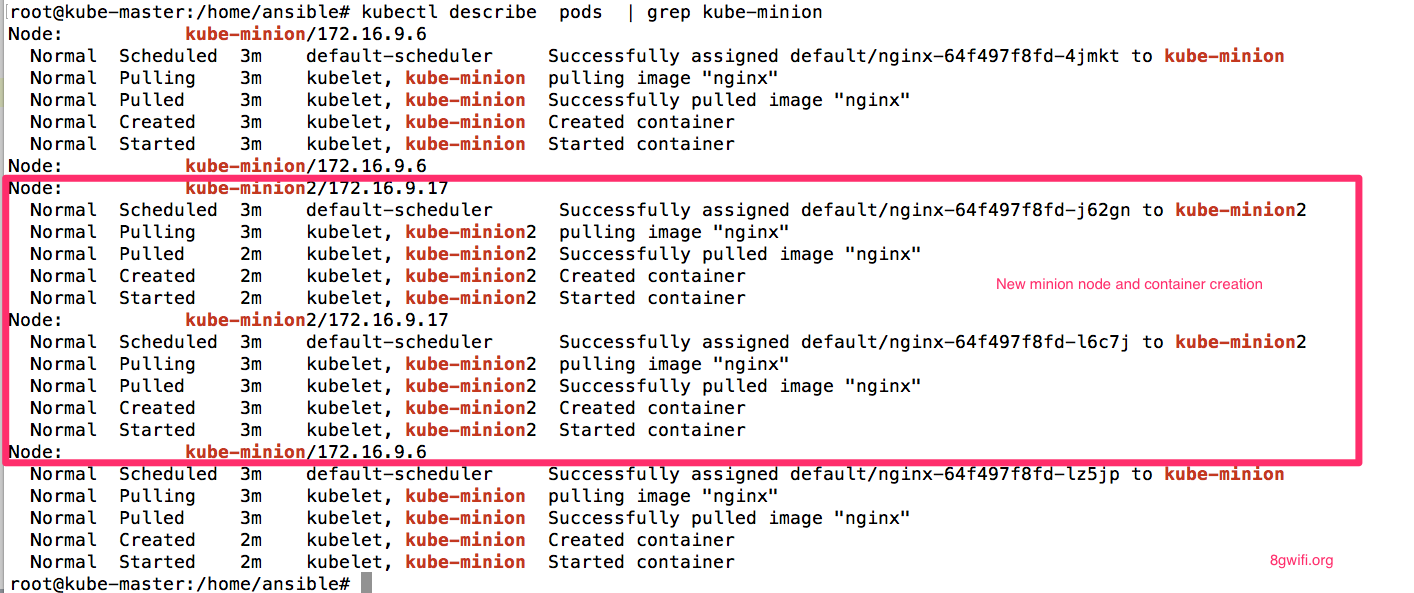 root@kube-master:/home/ansible# kubectl describe  pods  | grep kube-minion
Node:           kube-minion/172.16.9.6
  Normal  Scheduled  3m    default-scheduler     Successfully assigned default/nginx-64f497f8fd-4jmkt to kube-minion
  Normal  Pulling    3m    kubelet, kube-minion  pulling image "nginx"
  Normal  Pulled     3m    kubelet, kube-minion  Successfully pulled image "nginx"
  Normal  Created    3m    kubelet, kube-minion  Created container
  Normal  Started    3m    kubelet, kube-minion  Started container
Node:           kube-minion/172.16.9.6
Node:           kube-minion2/172.16.9.17
  Normal  Scheduled  3m    default-scheduler      Successfully assigned default/nginx-64f497f8fd-j62gn to kube-minion2
  Normal  Pulling    3m    kubelet, kube-minion2  pulling image "nginx"
  Normal  Pulled     2m    kubelet, kube-minion2  Successfully pulled image "nginx"
  Normal  Created    2m    kubelet, kube-minion2  Created container
New minion node and container creation
  Normal  Started    2m    kubelet, kube-minion2  Started container
Node:           kube-minion2/172.16.9.17
  Normal  Scheduled  3m    default-scheduler      Successfully assigned default/nginx-64f497f8fd-l6c7j to kube-minion2
  Normal  Pulling    3m    kubelet, kube-minion2  pulling image "nginx"
  Normal  Pulled     3m    kubelet, kube-minion2  Successfully pulled image "nginx"
  Normal  Created    3m    kubelet, kube-minion2  Created container
  Normal  Started    3m    kubelet, kube-minion2  Started container
Node:           kube-minion/172.16.9.6
  Normal  Scheduled  3m    default-scheduler     Successfully assigned default/nginx-64f497f8fd-lz5jp to kube-minion
  Normal  Pulling    3m    kubelet, kube-minion  pulling image "nginx"
  Normal  Pulled     3m    kubelet, kube-minion  Successfully pulled image "nginx"
  Normal  Created    2m    kubelet, kube-minion  Created container
  Normal  Started    2m    kubelet, kube-minion  Started container
8gwifi.org
root@kube-master:/home/ansible#